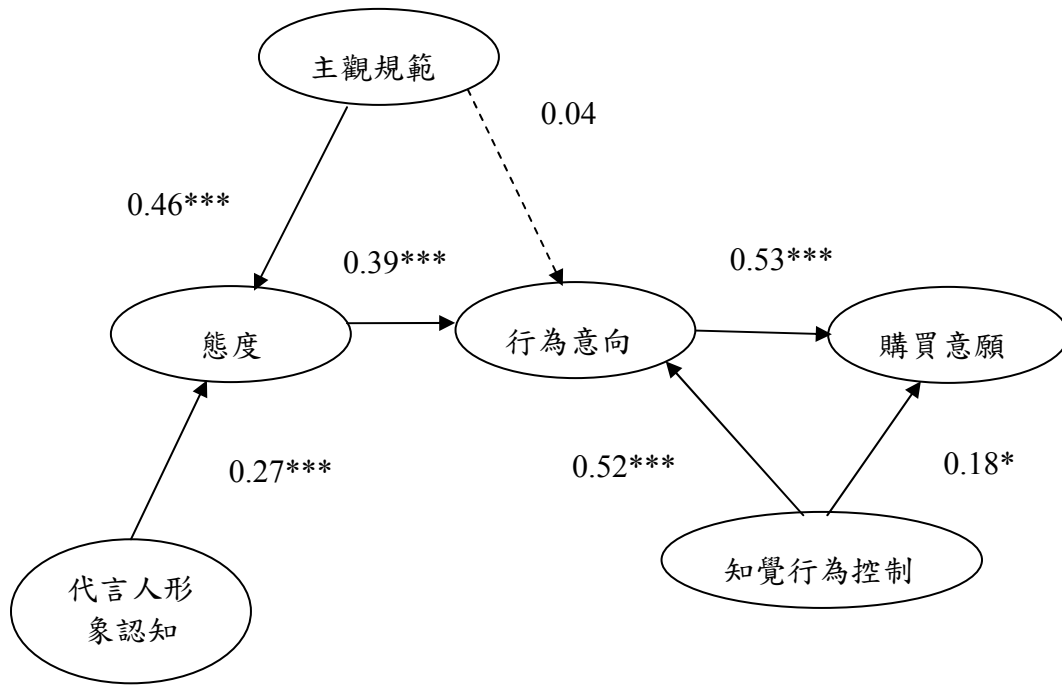 主觀規範
0.04
0.46***
0.39***
0.53***
態度
行為意向
購買意願
0.27***
0.52***
0.18*
代言人形
象認知
知覺行為控制